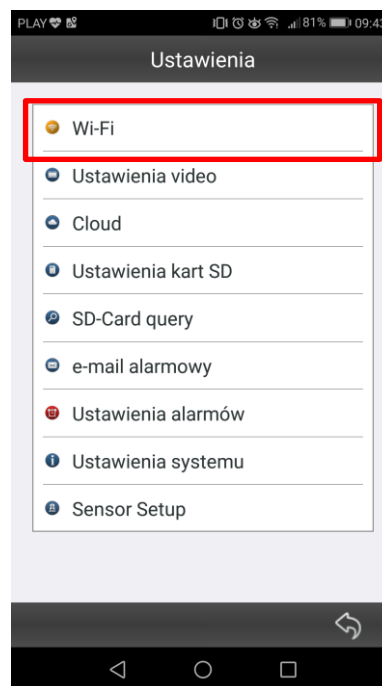 PLAY 81% 09:43
Ustawienia
Wi-Fi
Ustawienia video
Cloud
Ustawienia kart SD
SD-Card query
e-mail alarmowy
Ustawienia alarmów
Ustawienia systemu
Sensor Setup